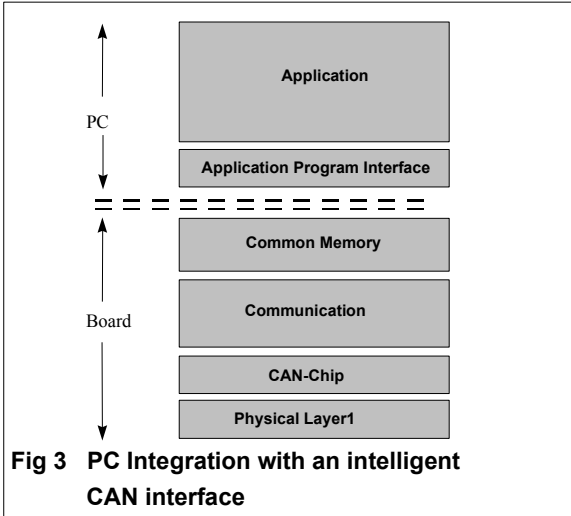 Application
PC
Application Program Interface
Common Memory
Communication
Board
CAN-Chip
Physical Layer1
Fig 3 PC Integration with an intelligent
CAN interface